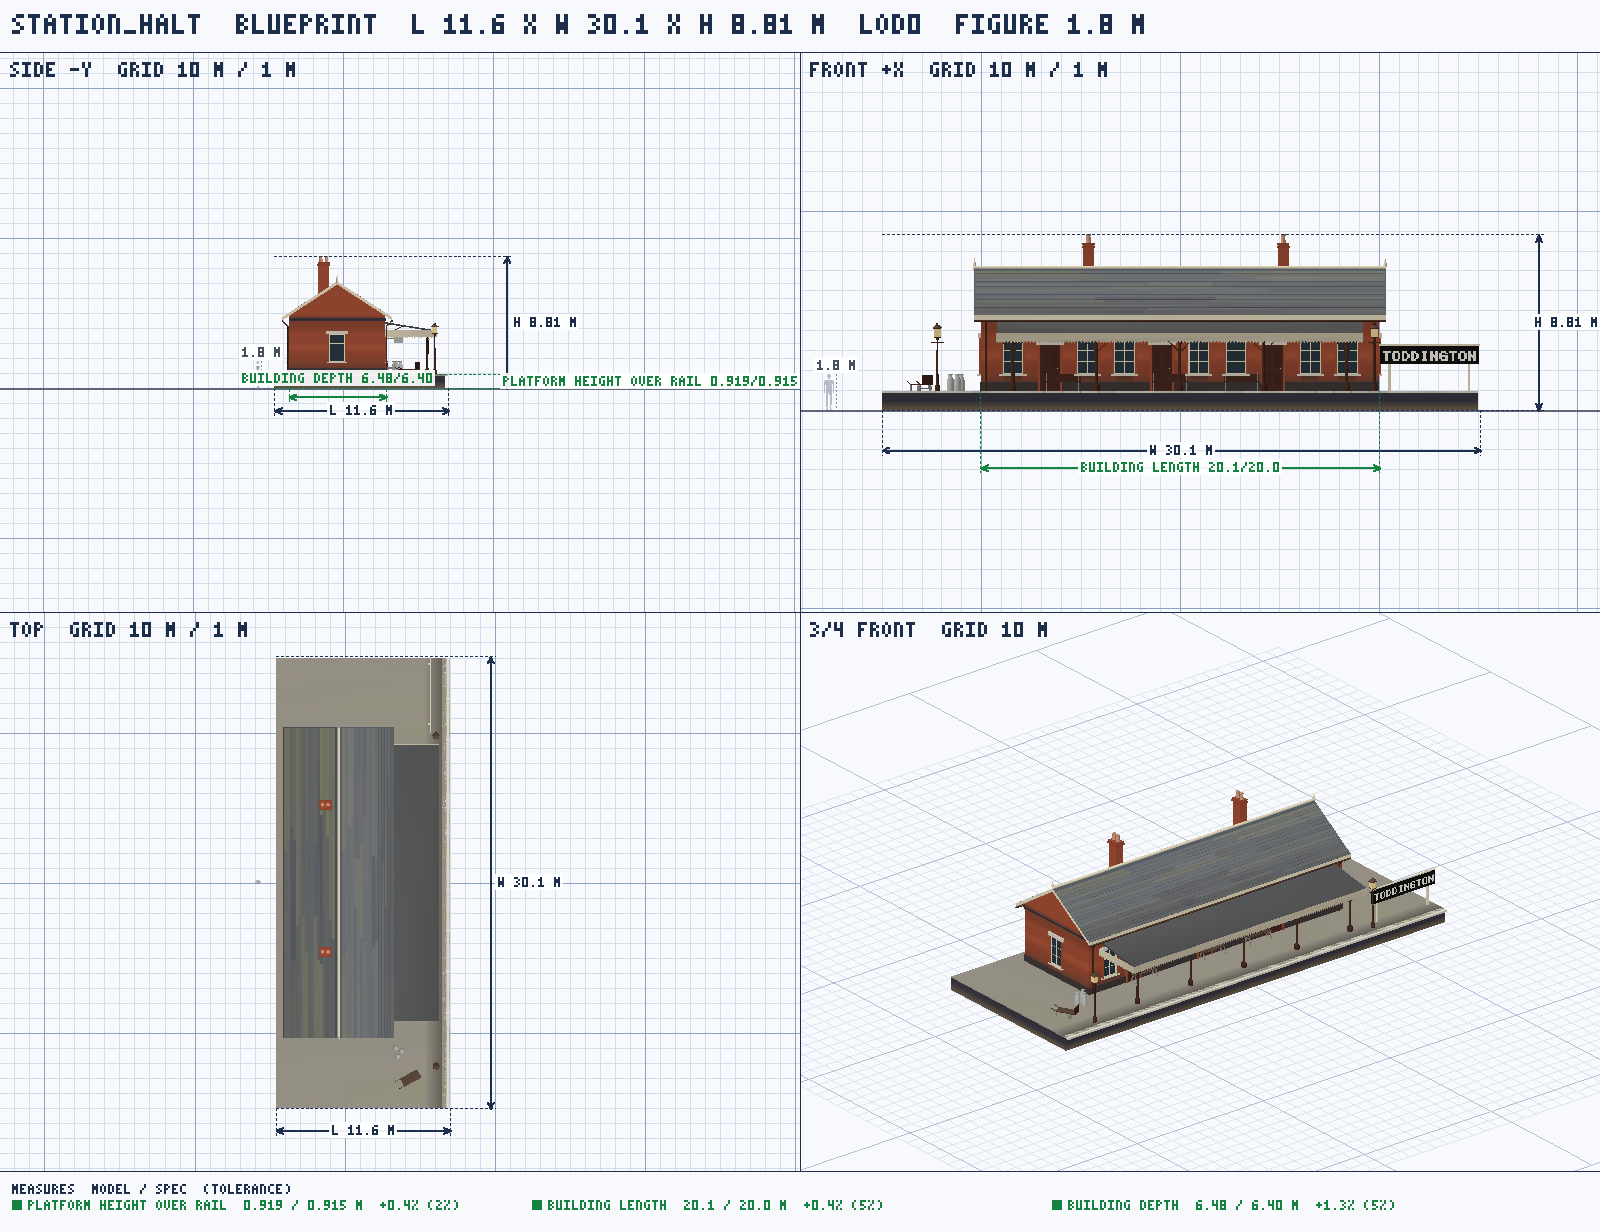 STATION_HALT BLUEPRINT L 11.6 X W 30.1 X H 8.81 M LOD0 FIGURE 1.8 M
SIDE -Y GRID 10 M / 1 M
H 8.81 M
1.8 M
BUILDING DEPTH 6.48/6.40
PLATFORM HEIGHT OVER RAIL 0.919/0.915
L 11.6 M
FRONT +X GRID 10 M / 1 M
H 8.81 M
TODDINGTON
1.8 M
W 30.1 M
BUILDING LENGTH 20.1/20.0
TOP GRID 10 M / 1 M
W 30.1 M
L 11.6 M
3/4 FRONT GRID 10 M
TODDINGTON
MEASURES MODEL / SPEC (TOLERANCE)
PLATFORM HEIGHT OVER RAIL 0.919 / 0.915 M +0.4% (2%)
BUILDING LENGTH 20.1 / 20.0 M +0.4% (5%)
BUILDING DEPTH 6.48 / 6.40 M +1.3% (5%)